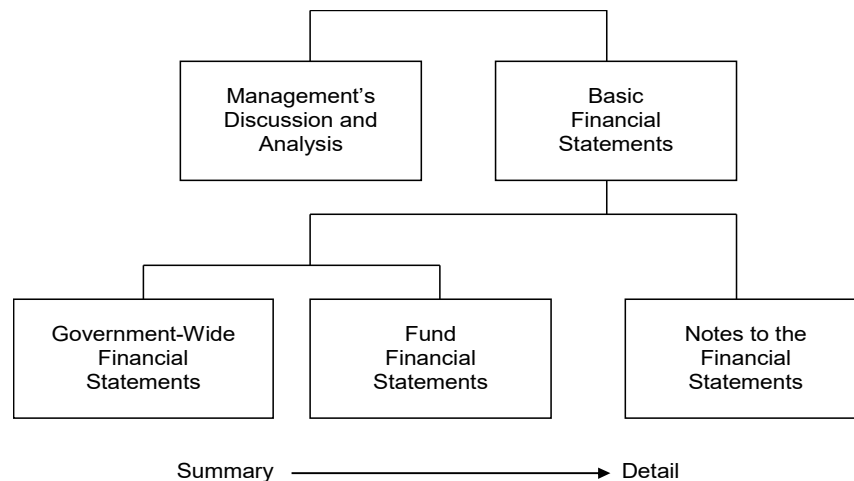 Management’s
Discussion and
Analysis
Basic
Financial
Statements
Government-Wide
Financial
Statements
Fund
Financial
Statements
Notes to the
Financial
Statements
Summary
Detail